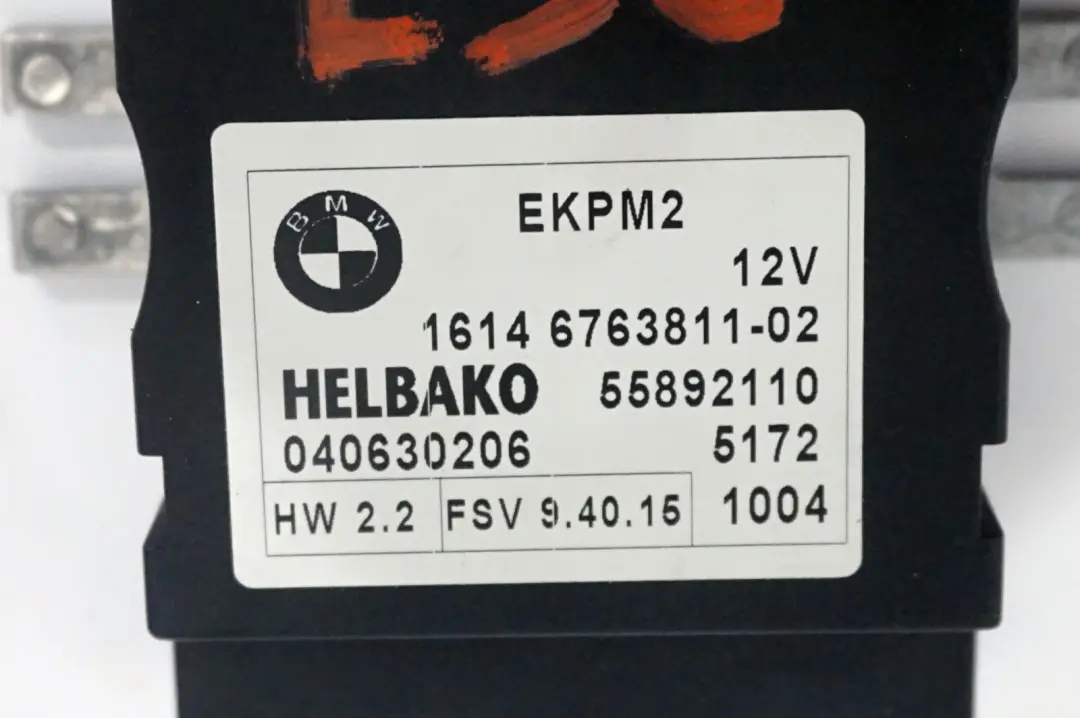 BMW
EKPM2
12V
1614 6763811-02
HELBAKO 55892110
040630206 5172
HW 2.2 FSV 9.40.15 1004